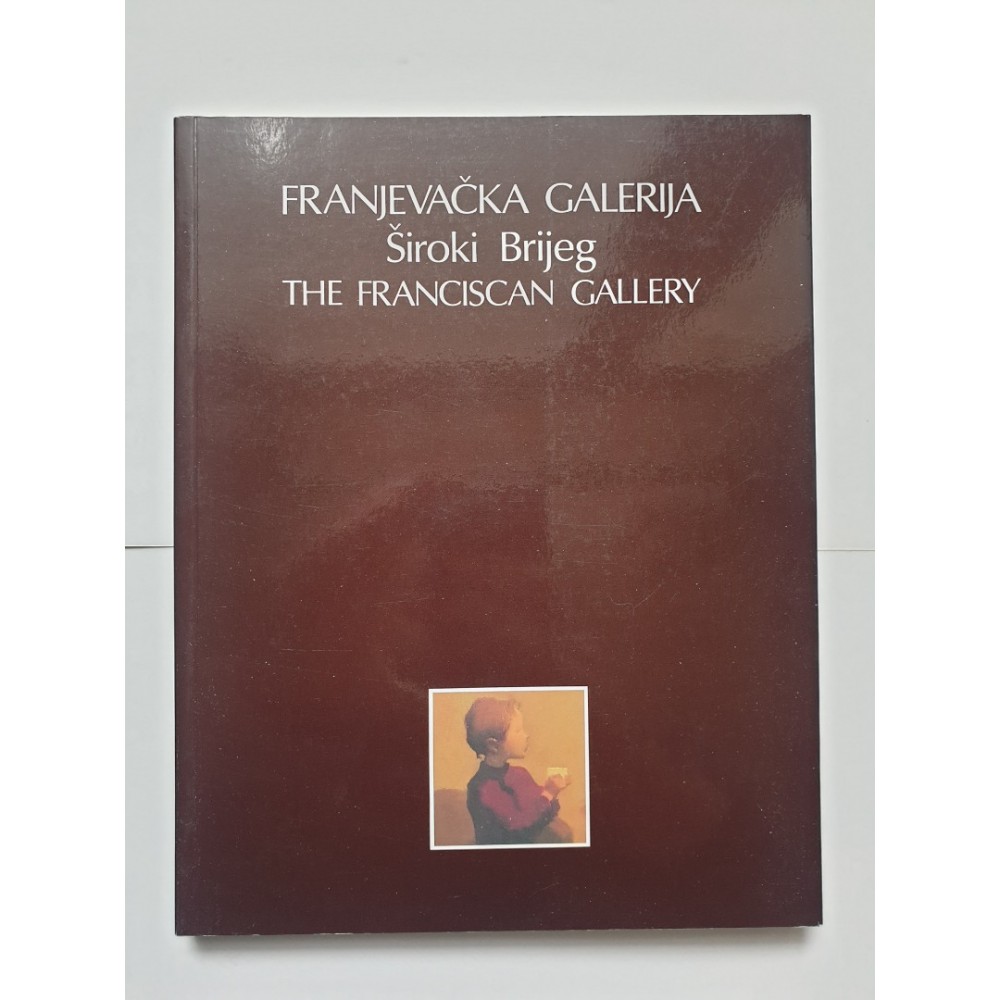 FRANJEVAČKA GALERIJA
Široki Brijeg
THE FRANCISCAN GALLERY